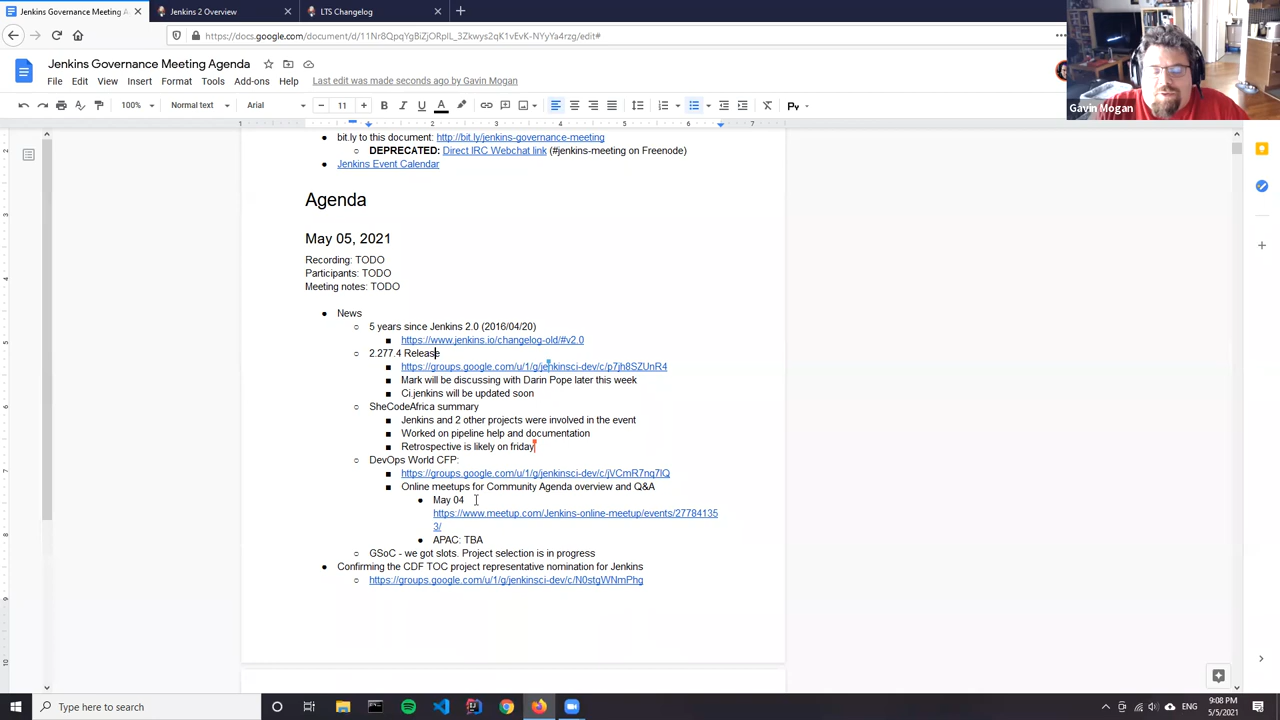 Jenkins Governance Meeting A
Jenkins 2 Overview
LTS Changelog
https://docs.google.com/document/d/11Nr8QpqYgBiZjORpIL_3Zkwys2qK1vEvK-NYyYa4rzg/edit#
Jenkins Governance Meeting Agenda
File Edit View Insert Format Tools Add-ons Help Last edit was made seconds ago by Gavin Mogan
Gavin Mogan
100% Normal text Arial 11
1 2 3 4 5 6 7
bit.ly to this document: http://bit.ly/jenkins-governance-meeting
DEPRECATED: Direct IRC Webchat link (#jenkins-meeting on Freenode)
Jenkins Event Calendar
Agenda
May 05, 2021
Recording: TODO
Participants: TODO
Meeting notes: TODO
News
5 years since Jenkins 2.0 (2016/04/20)
https://www.jenkins.io/changelog-old/#v2.0
2.277.4 Release
https://groups.google.com/u/1/g/jenkinsci-dev/c/p7jh8SZUnR4
Mark will be discussing with Darin Pope later this week
Ci.jenkins will be updated soon
SheCodeAfrica summary
Jenkins and 2 other projects were involved in the event
Worked on pipeline help and documentation
Retrospective is likely on friday
DevOps World CFP:
https://groups.google.com/u/1/g/jenkinsci-dev/c/jVCmR7nq7lQ
Online meetups for Community Agenda overview and Q&A
May 04
https://www.meetup.com/Jenkins-online-meetup/events/27784135
3/
APAC: TBA
GSoC - we got slots. Project selection is in progress
Confirming the CDF TOC project representative nomination for Jenkins
https://groups.google.com/u/1/g/jenkinsci-dev/c/N0stgWNmPhg
Type here to search
ENG
9:08 PM
5/5/2021